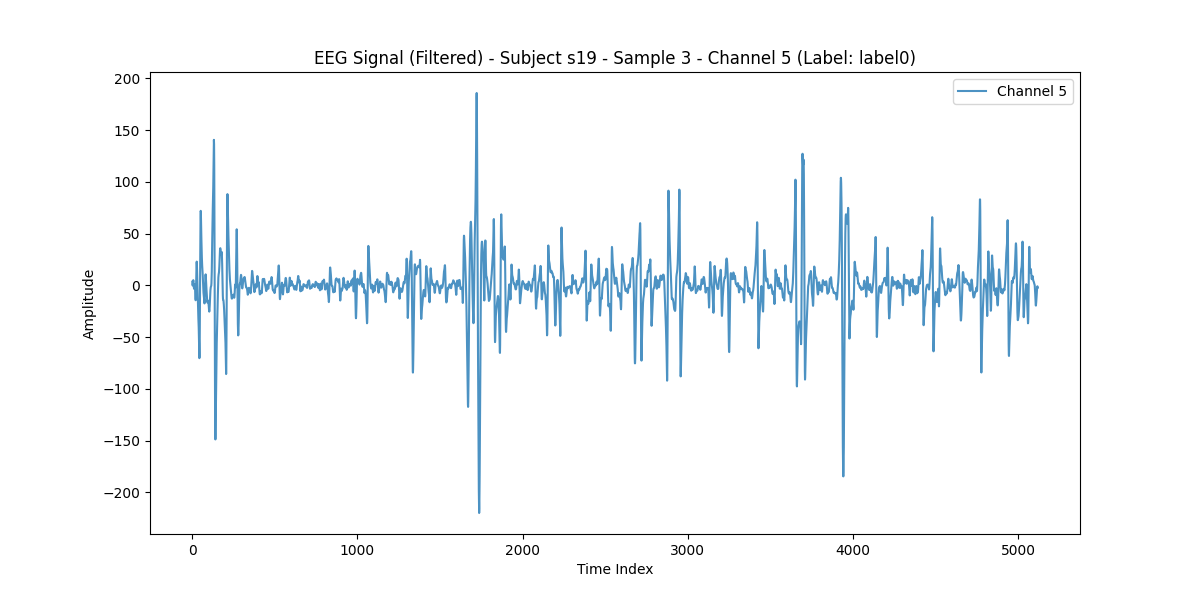 EEG Signal (Filtered) - Subject s19 - Sample 3 - Channel 5 (Label: label0)
Channel 5
Amplitude
200
150
100
50
0
−50
−100
−150
−200
0 1000 2000 3000 4000 5000
Time Index